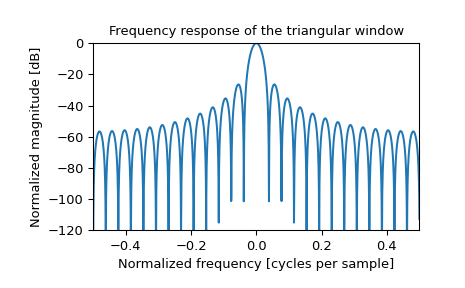 Frequency response of the triangular window
Normalized magnitude [dB]
0
−20
−40
−60
−80
−100
−120
−0.4 −0.2 0.0 0.2 0.4
Normalized frequency [cycles per sample]